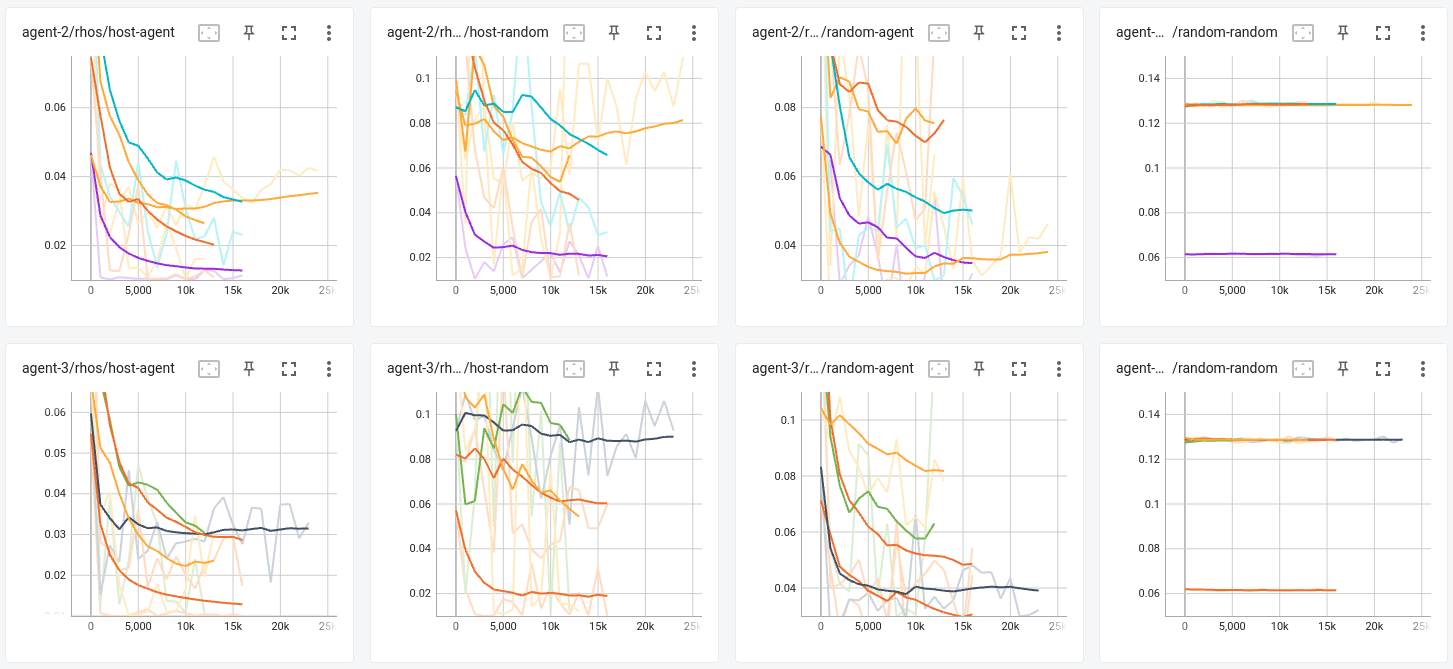 agent-2/rhos/host-agent
0.06
0.04
0.02
0 5,000 10k 15k 20k 25k
agent-2/rh… /host-random
0.1
0.08
0.06
0.04
0.02
0 5,000 10k 15k 20k 25k
agent-2/r… /random-agent
0.08
0.06
0.04
0 5,000 10k 15k 20k 25k
agent-… /random-random
0.14
0.12
0.1
0.08
0.06
0 5,000 10k 15k 20k 25k
agent-3/rhos/host-agent
0.06
0.05
0.04
0.03
0.02
0.01
0 5,000 10k 15k 20k 25k
agent-3/rh… /host-random
0.1
0.08
0.06
0.04
0.02
0 5,000 10k 15k 20k 25k
agent-3/r… /random-agent
0.1
0.08
0.06
0.04
0 5,000 10k 15k 20k 25k
agent-… /random-random
0.14
0.12
0.1
0.08
0.06
0 5,000 10k 15k 20k 25k